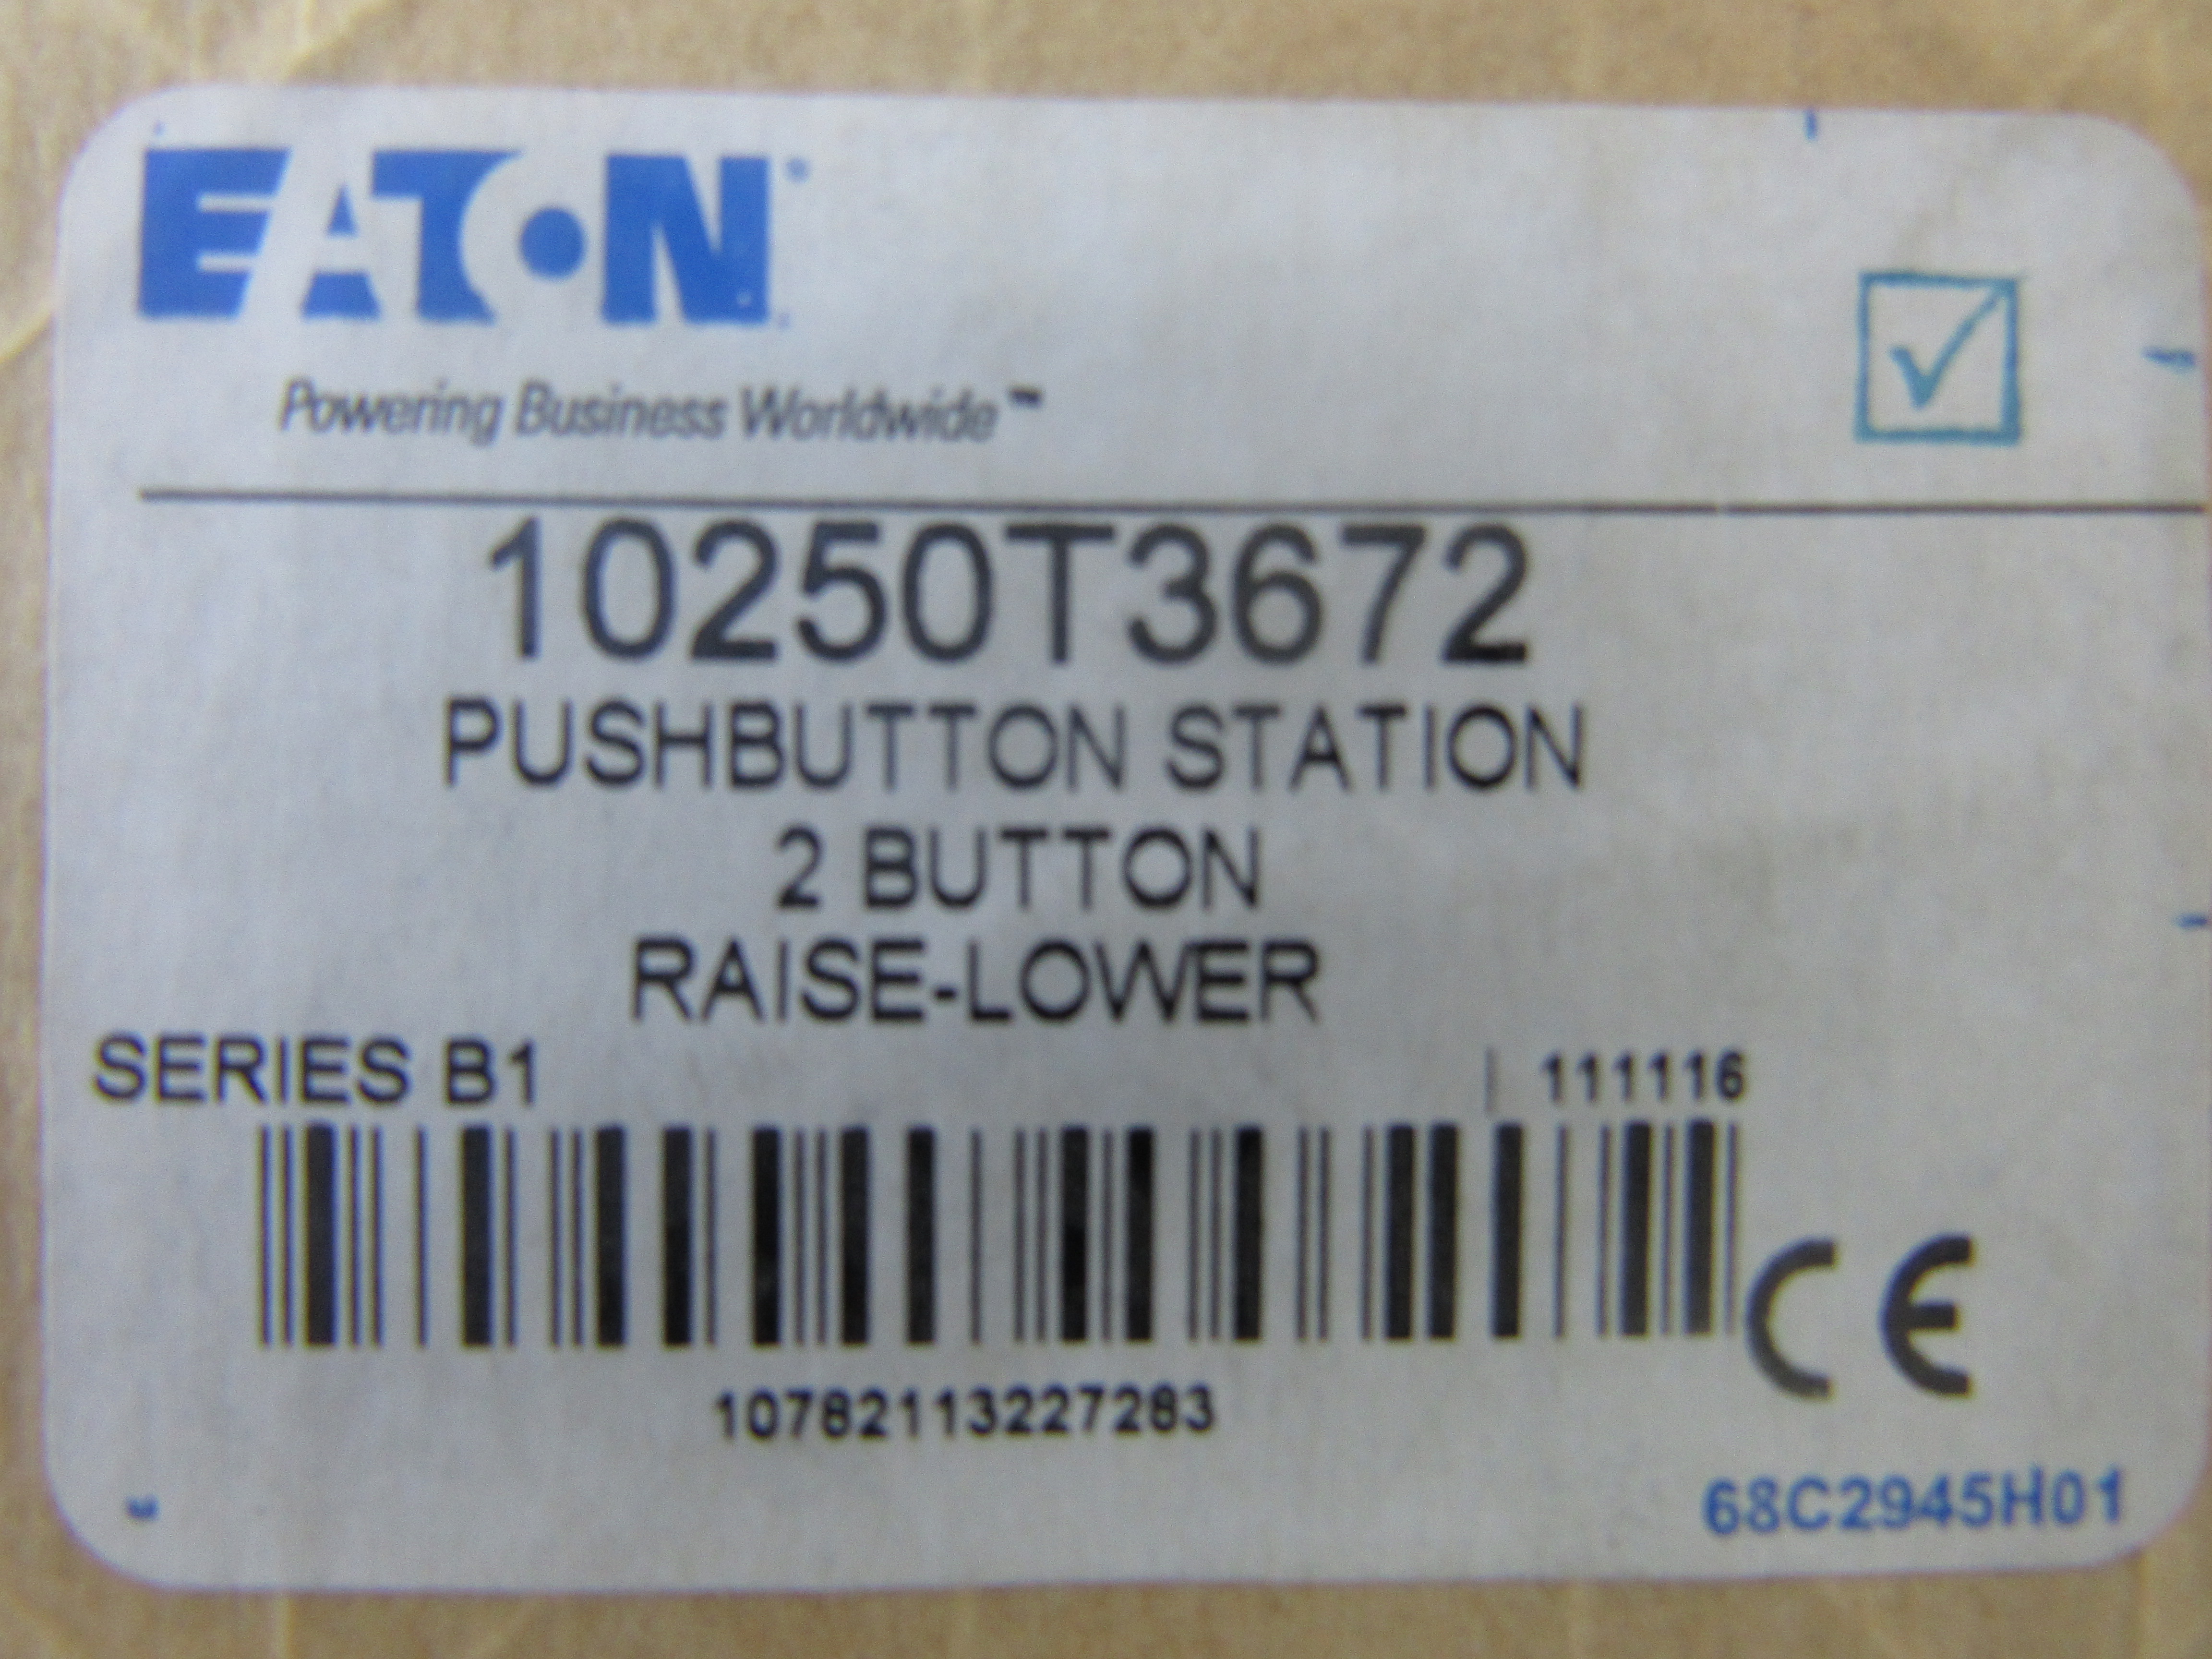 EATON®
Powering Business Worldwide™
10250T3672
PUSHBUTTON STATION
2 BUTTON
RAISE-LOWER
SERIES B1
111116
10782113227283
CE
68C2945H01